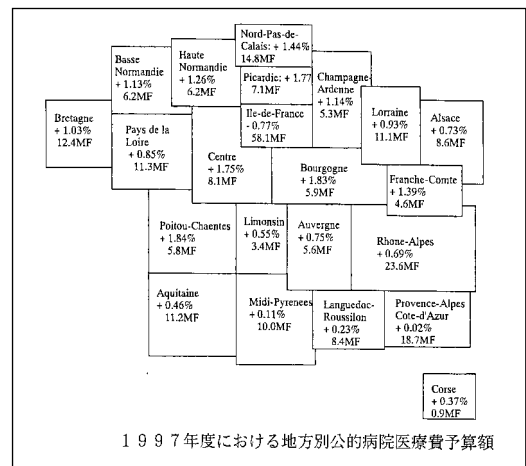 Nord-Pas-de-
Calais: + 1.44%
14.8MF
Basse
Normandie
+ 1.13%
6.2MF
Haute
Normandie
+ 1.26%
6.2MF
Picardie: + 1.77
7.1MF
Champagne-
Ardenne
+ 1.14%
5.3MF
Bretagne
+ 1.03%
12.4MF
Pays de la
Loire
+ 0.85%
11.3MF
Ile-de-France
- 0.77%
58.1MF
Lorraine
+ 0.93%
11.1MF
Alsace
+ 0.73%
8.6MF
Centre
+ 1.75%
8.1MF
Bourgogne
+ 1.83%
5.9MF
Franche-Comte
+ 1.39%
4.6MF
Poitou-Chaentes
+ 1.84%
5.8MF
Limonsin
+ 0.55%
3.4MF
Auvergne
+ 0.75%
5.6MF
Rhone-Alpes
+ 0.69%
23.6MF
Aquitaine
+ 0.46%
11.2MF
Midi-Pyrenees
+ 0.11%
10.0MF
Languedoc-
Roussilon
+ 0.23%
8.4MF
Provence-Alpes
Cote-d'Azur
+ 0.02%
18.7MF
Corse
+ 0.37%
0.9MF
1997年度における地方別公的病院医療費予算額